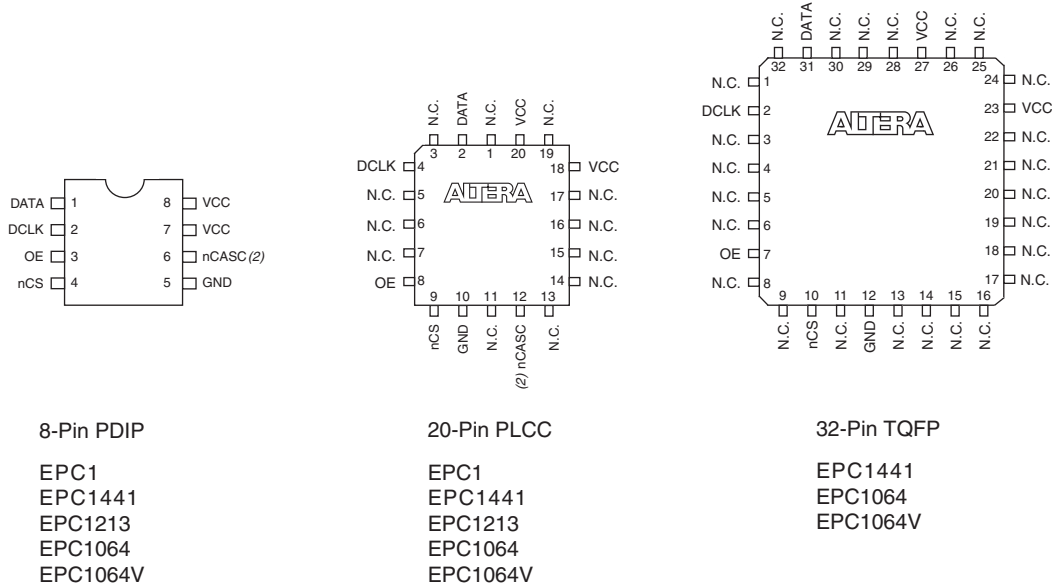 DATA 1
DCLK 2
OE 3
nCS 4
8 VCC
7 VCC
6 nCASC (2)
5 GND
N.C. DATA N.C. VCC N.C.
3 2 1 20 19
DCLK 4
N.C. 5
N.C. 6
N.C. 7
OE 8
ALTERA
18 VCC
17 N.C.
16 N.C.
15 N.C.
14 N.C.
9 10 11 12 13
nCS GND N.C. (2) nCASC N.C.
N.C. DATA N.C. N.C. N.C. VCC N.C. N.C.
32 31 30 29 28 27 26 25
N.C. 1
DCLK 2
N.C. 3
N.C. 4
N.C. 5
N.C. 6
OE 7
N.C. 8
ALTERA
24 N.C.
23 VCC
22 N.C.
21 N.C.
20 N.C.
19 N.C.
18 N.C.
17 N.C.
9 10 11 12 13 14 15 16
N.C. nCS N.C. GND N.C. N.C. N.C. N.C.
8-Pin PDIP
EPC1
EPC1441
EPC1213
EPC1064
EPC1064V
20-Pin PLCC
EPC1
EPC1441
EPC1213
EPC1064
EPC1064V
32-Pin TQFP
EPC1441
EPC1064
EPC1064V